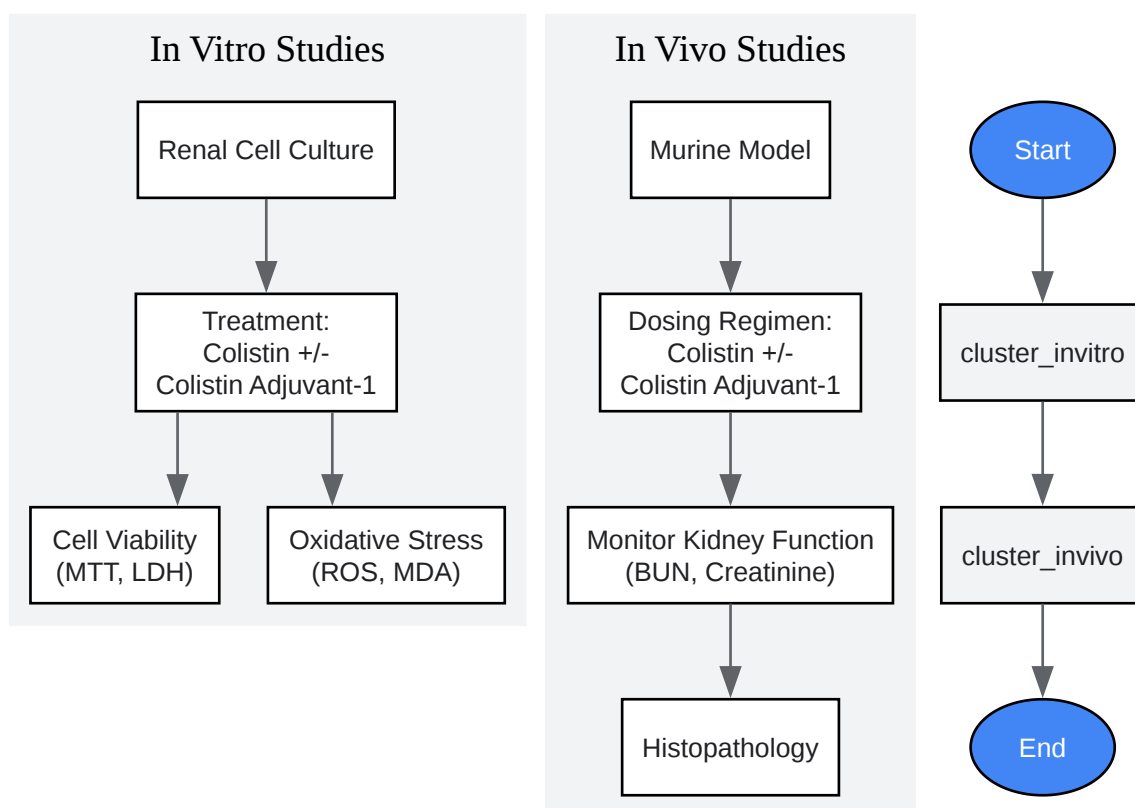 In Vitro Studies
Renal Cell Culture
Treatment:
Colistin +/-
Colistin Adjuvant-1
Cell Viability
(MTT, LDH)
Oxidative Stress
(ROS, MDA)
In Vivo Studies
Murine Model
Dosing Regimen:
Colistin +/-
Colistin Adjuvant-1
Monitor Kidney Function
(BUN, Creatinine)
Histopathology
Start
cluster_invitro
cluster_invivo
End